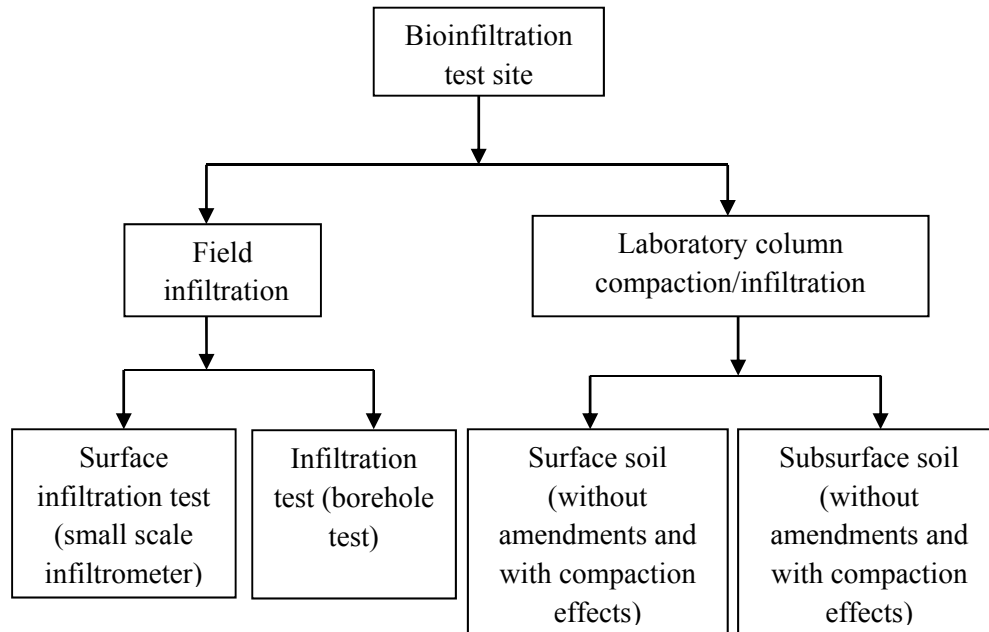 Bioinfiltration
test site
Field
infiltration
Laboratory column
compaction/infiltration
Surface
infiltration test
(small scale
infiltrometer)
Infiltration
test (borehole
test)
Surface soil
(without
amendments and
with compaction
effects)
Subsurface soil
(without
amendments and
with compaction
effects)